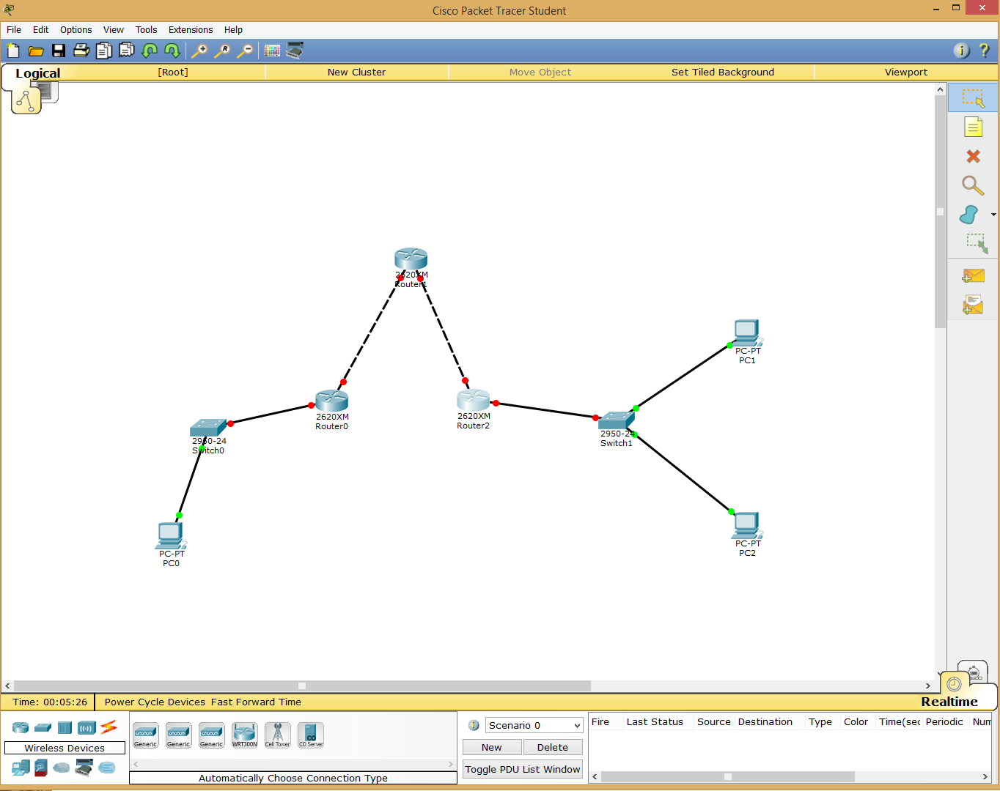 Cisco Packet Tracer Student
File Edit Options View Tools Extensions Help
Logical [Root] New Cluster Move Object Set Tiled Background Viewport
2620XM
Router1
PC-PT
PC1
2620XM
Router0
2620XM
Router2
2950-24
Switch0
2950-24
Switch1
PC-PT
PC0
PC-PT
PC2
Realtime
Time: 00:05:26 Power Cycle Devices Fast Forward Time
Wireless Devices
Generic Generic Generic WRT300N Cell Tower CO Server
Automatically Choose Connection Type
Scenario 0
New Delete
Toggle PDU List Window
Fire Last Status Source Destination Type Color Time(sec Periodic Num